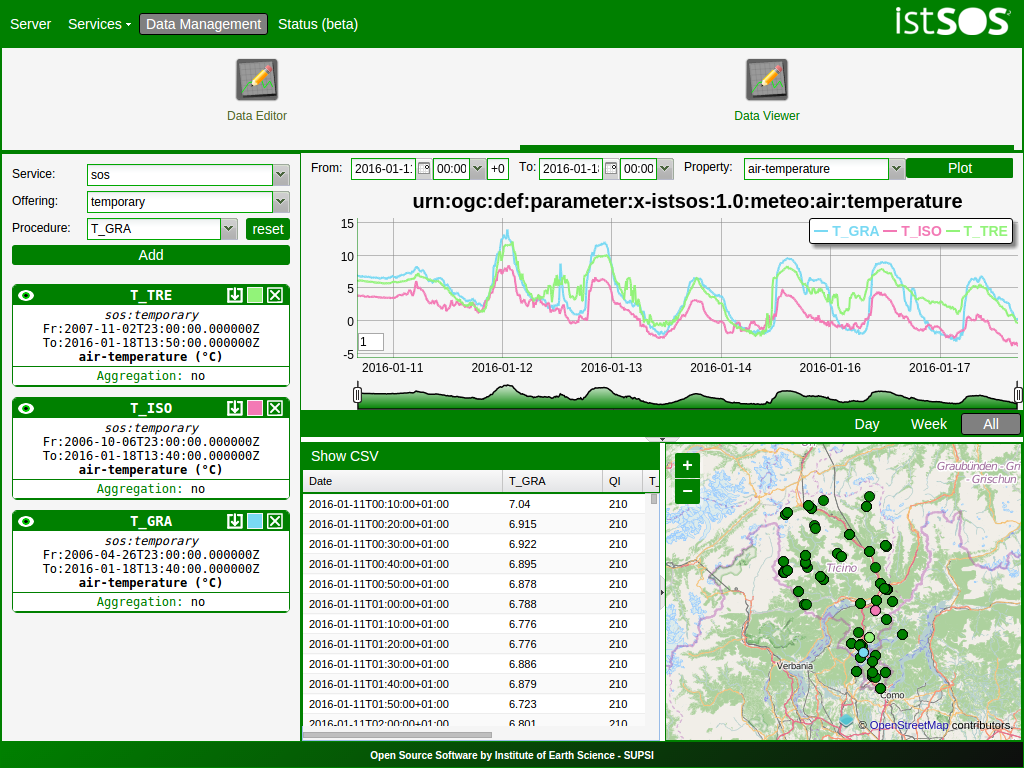 Server Services Data Management Status (beta) istSOS
Data Editor Data Viewer
Service: sos
Offering: temporary
Procedure: T_GRA reset
Add
T_TRE
sos:temporary
Fr:2007-11-02T23:00:00.000000Z
To:2016-01-18T13:50:00.000000Z
air-temperature (°C)
Aggregation: no
T_ISO
sos:temporary
Fr:2006-10-06T23:00:00.000000Z
To:2016-01-18T13:40:00.000000Z
air-temperature (°C)
Aggregation: no
T_GRA
sos:temporary
Fr:2006-04-26T23:00:00.000000Z
To:2016-01-18T13:40:00.000000Z
air-temperature (°C)
Aggregation: no
From: 2016-01-1 00:00 +0 To: 2016-01-1 00:00 Property: air-temperature Plot
urn:ogc:def:parameter:x-istsos:1.0:meteo:air:temperature
T_GRA T_ISO T_TRE
15
10
5
0
-5
1
2016-01-11 2016-01-12 2016-01-13 2016-01-14 2016-01-16 2016-01-17
Day Week All
Show CSV
Date T_GRA QI T_
2016-01-11T00:10:00+01:00 7.04 210
2016-01-11T00:20:00+01:00 6.915 210
2016-01-11T00:30:00+01:00 6.922 210
2016-01-11T00:40:00+01:00 6.895 210
2016-01-11T00:50:00+01:00 6.878 210
2016-01-11T01:00:00+01:00 6.788 210
2016-01-11T01:10:00+01:00 6.776 210
2016-01-11T01:20:00+01:00 6.776 210
2016-01-11T01:30:00+01:00 6.886 210
2016-01-11T01:40:00+01:00 6.879 210
2016-01-11T01:50:00+01:00 6.723 210
2016-01-11T02:00:00+01:00 6.801 210
+
−
Graubünden - Gri
- Grischun
Ticino
Verbania
Como
© OpenStreetMap contributors.
Open Source Software by Institute of Earth Science - SUPSI